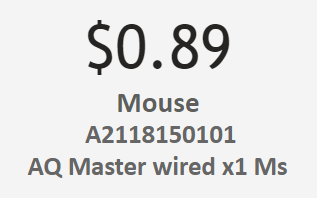 $0.89
Mouse
A2118150101
AQ Master wired x1 Ms